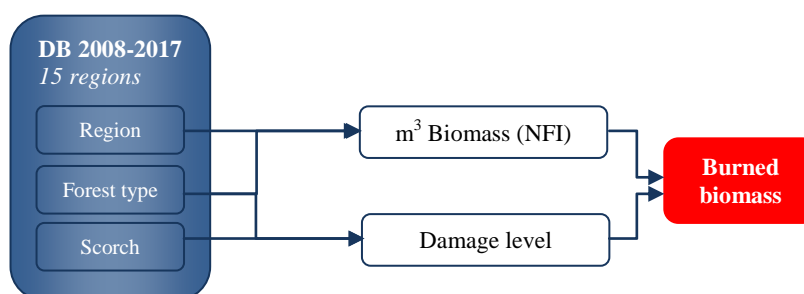 DB 2008-2017
15 regions
Region
Forest type
Scorch
m³ Biomass (NFI)
Damage level
Burned
biomass